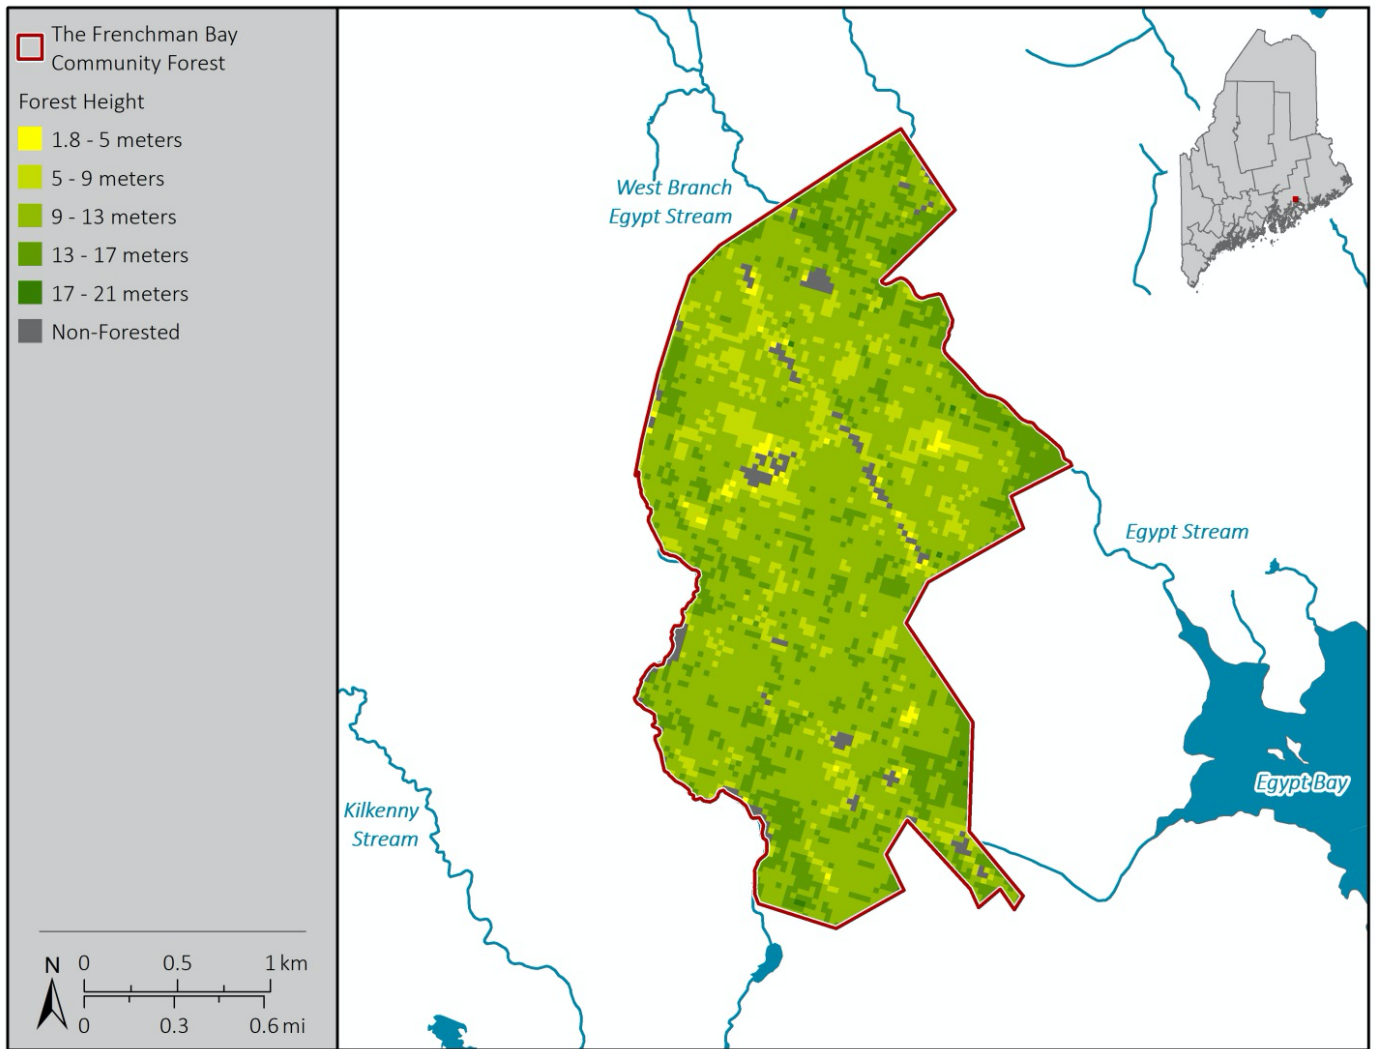 The Frenchman Bay
Community Forest
Forest Height
1.8 - 5 meters
5 - 9 meters
9 - 13 meters
13 - 17 meters
17 - 21 meters
Non-Forested
West Branch
Egypt Stream
Egypt Stream
Egypt Bay
Kilkenny
Stream
N 0 0.5 1 km
0 0.3 0.6 mi